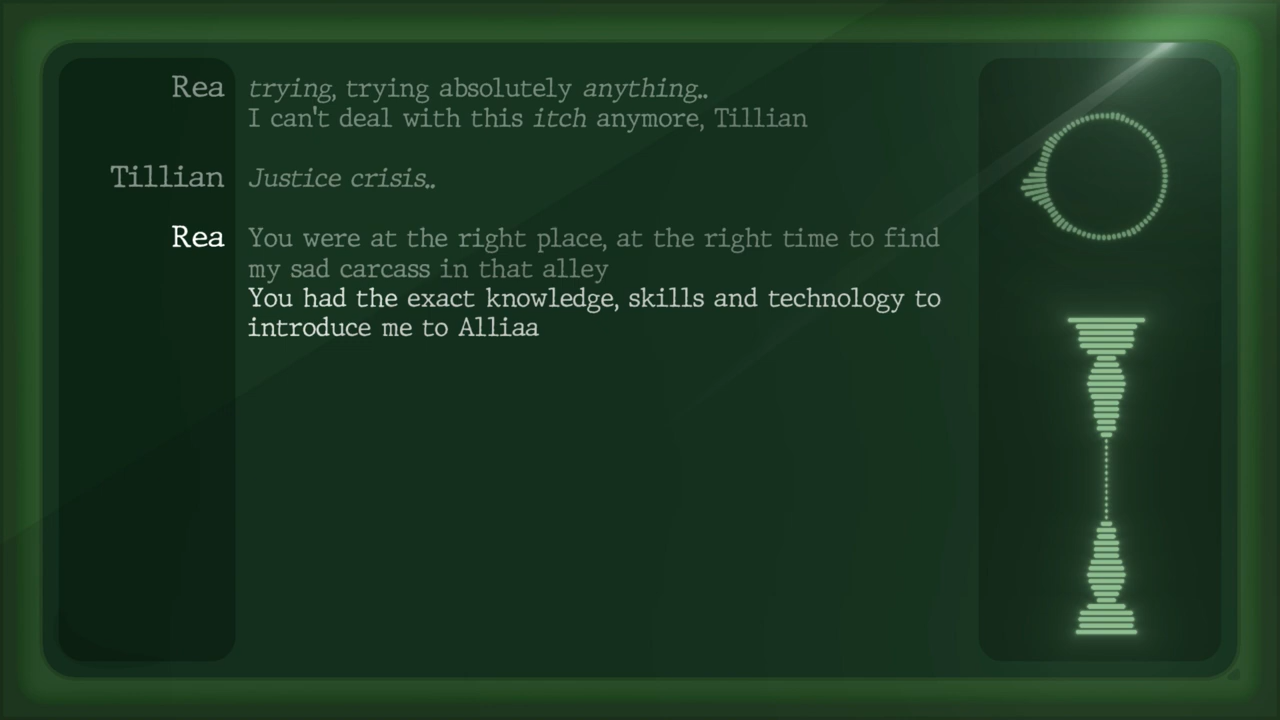 Rea trying, trying absolutely anything..
I can't deal with this itch anymore, Tillian
Tillian Justice crisis..
Rea You were at the right place, at the right time to find
my sad carcass in that alley
You had the exact knowledge, skills and technology to
introduce me to Alliaa